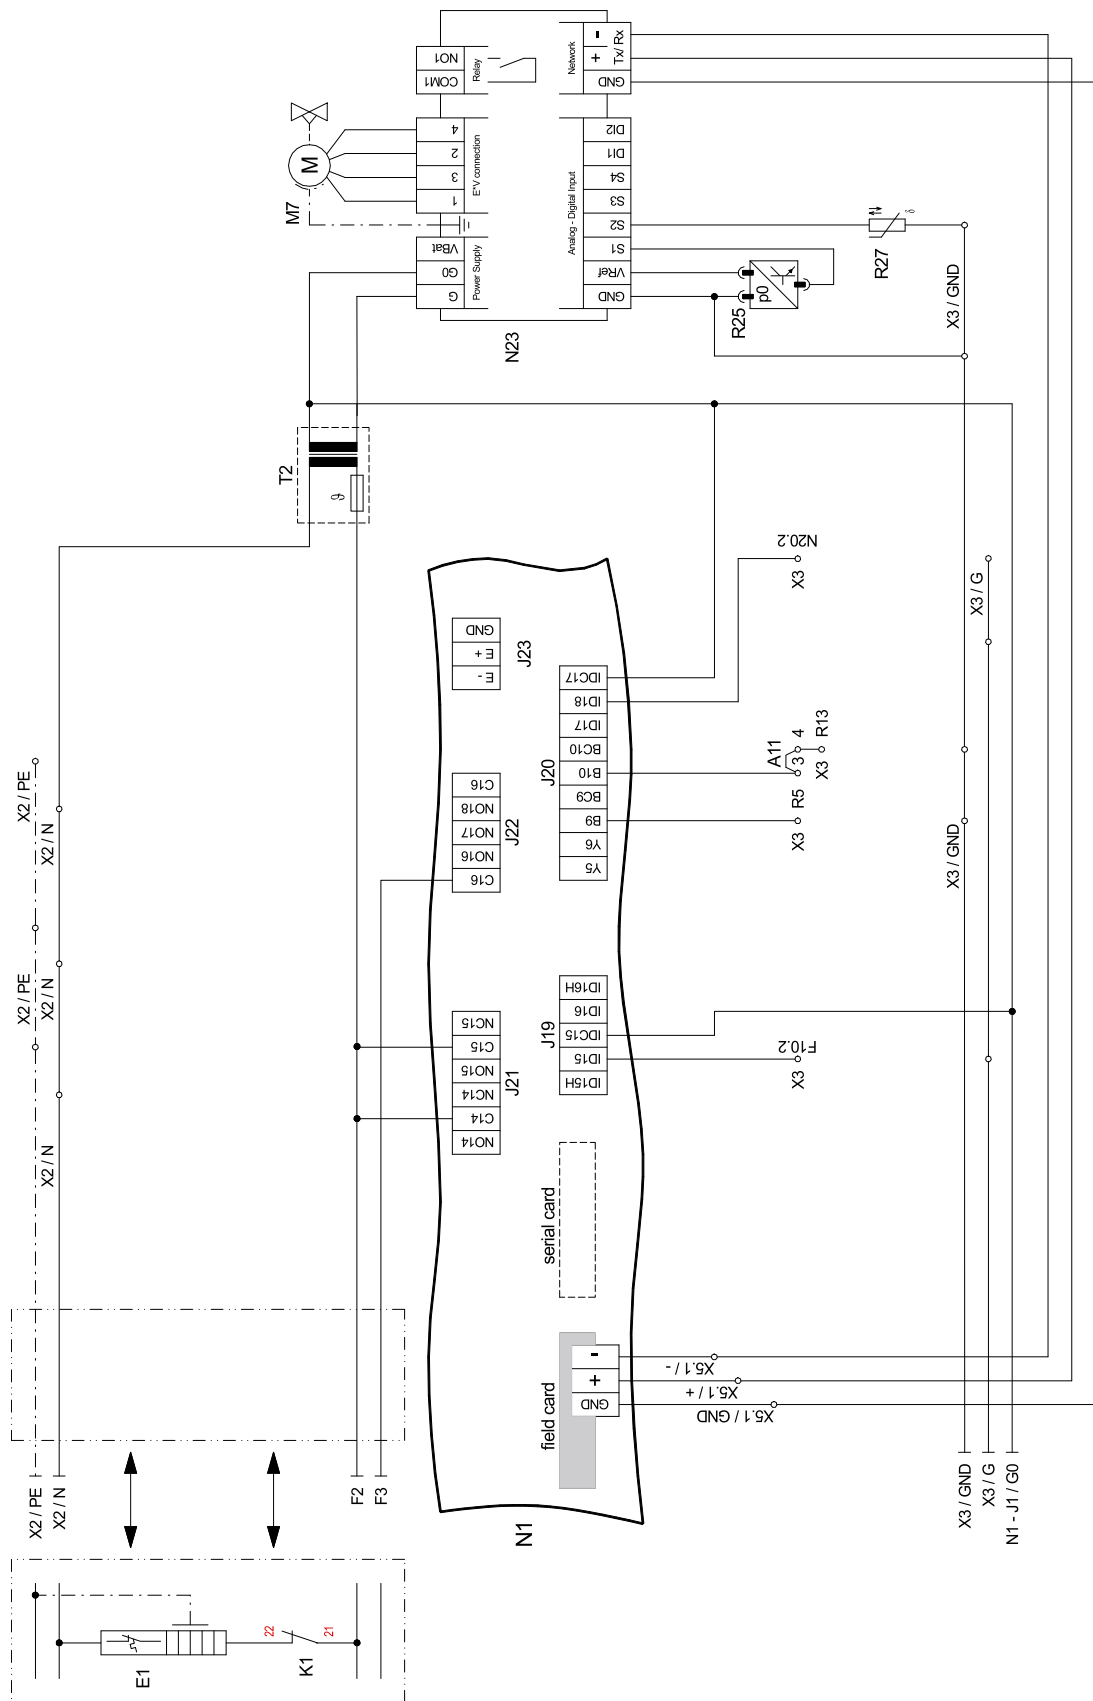 NO1
COM1
Relay
Network
-
+
Tx/ Rx
GND
4
2
3
1
E*V connection
M
M7
VBat
G0
G
Power Supply
DI2
DI1
S4
S3
S2
S1
VRef
GND
Analog - Digital Input
N23
R25
p0
R27
ϑ
X3 / GND
T2
ϑ
N20.2
X3
X3 / G
GND
E +
E -
J23
IDC17
ID18
ID17
BC10
B10
BC9
B9
Y6
Y5
J20
A11
3
4
X3
R13
X3
R5
X3 / GND
X2 / PE
X2 / N
X2 / PE
X2 / N
X2 / N
C16
NO18
NO17
NO16
C16
J22
NC15
C15
NO15
NC14
C14
NO14
J21
ID16H
ID16
IDC15
ID15
ID15H
J19
F10.2
X3
serial card
field card
-
+
GND
X5.1 / -
X5.1 / +
X5.1 / GND
N1
X2 / PE
X2 / N
F2
F3
X3 / GND
X3 / G
N1 - J1 / G0
E1
22
21
K1